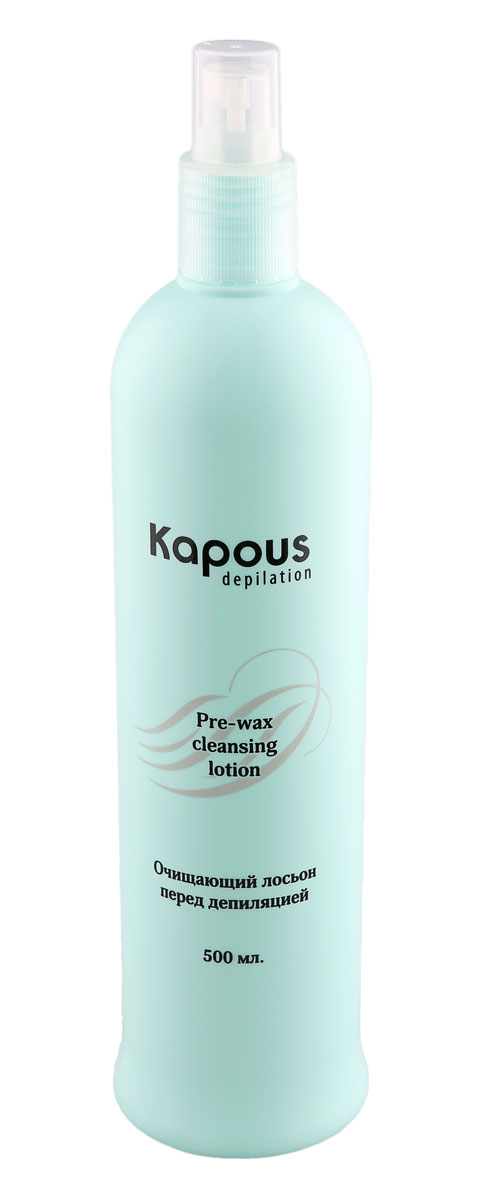 Kapous
depilation
Pre-wax
cleansing
lotion
Очищающий лосьон
перед депиляцией
500 мл.